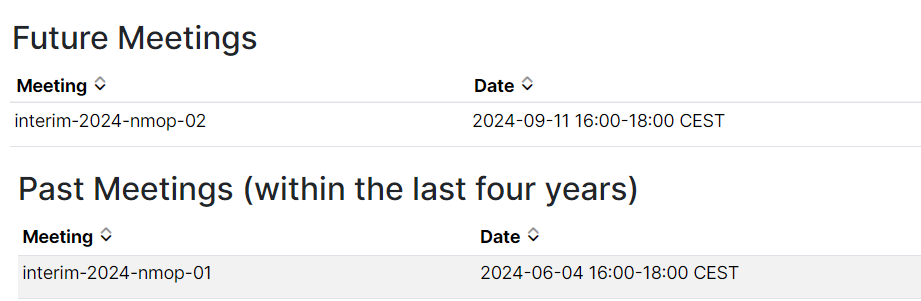 Future Meetings
Meeting Date
interim-2024-nmop-02 2024-09-11 16:00-18:00 CEST
Past Meetings (within the last four years)
Meeting Date
interim-2024-nmop-01 2024-06-04 16:00-18:00 CEST